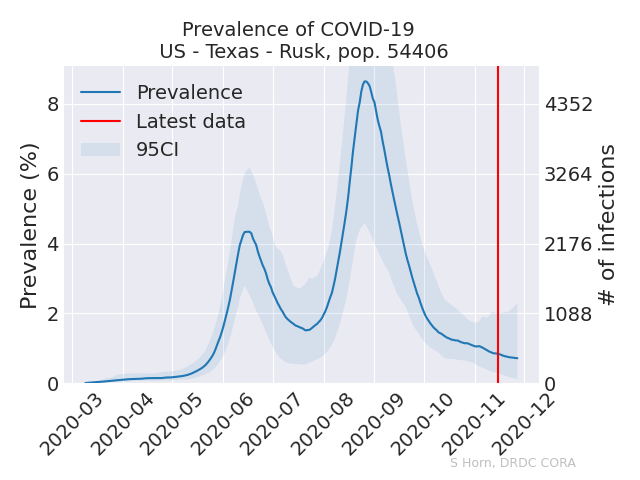 Prevalence of COVID-19
US - Texas - Rusk, pop. 54406
Prevalence
Latest data
95CI
Prevalence (%)
8
6
4
2
0
4352
3264
2176
1088
0
# of infections
2020-03
2020-04
2020-05
2020-06
2020-07
2020-08
2020-09
2020-10
2020-11
2020-12
S Horn, DRDC CORA